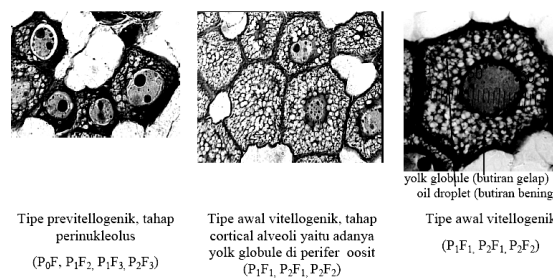 yolk globule (butiran gelap)
oil droplet (butiran bening
Tipe previtellogenik, tahap
perinukleolus
(P₀F, P₁F₂, P₁F₃, P₂F₃)
Tipe awal vitellogenik, tahap
cortical alveoli yaitu adanya
yolk globule di perifer oosit
(P₁F₁, P₂F₁, P₂F₂)
Tipe awal vitellogenik
(P₁F₁, P₂F₁, P₂F₂)